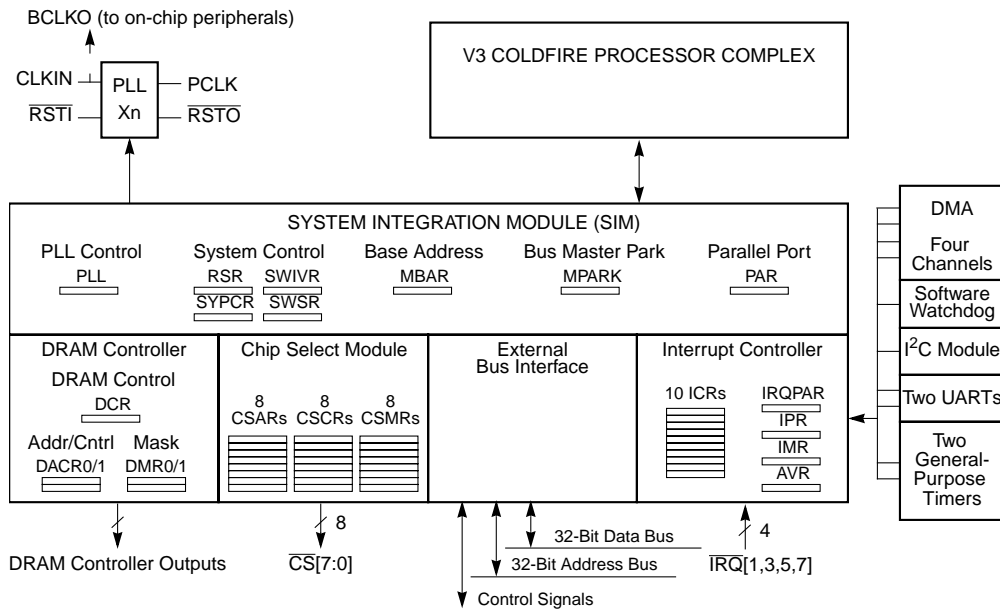 BCLKO (to on-chip peripherals)
CLKIN
PLL
PCLK
RSTI
Xn
RSTO
V3 COLDFIRE PROCESSOR COMPLEX
SYSTEM INTEGRATION MODULE (SIM)
PLL Control
System Control
Base Address
Bus Master Park
Parallel Port
PLL
RSR
SWIVR
MBAR
MPARK
PAR
SYPCR
SWSR
DRAM Controller
DRAM Control
DCR
Addr/Cntrl
Mask
DACR0/1
DMR0/1
Chip Select Module
8
CSARs
8
CSCRs
8
CSMRs
External
Bus Interface
Interrupt Controller
10 ICRs
IRQPAR
IPR
IMR
AVR
DMA
Four
Channels
Software
Watchdog
I²C Module
Two UARTs
Two
General-
Purpose
Timers
DRAM Controller Outputs
8
CS[7:0]
32-Bit Data Bus
32-Bit Address Bus
Control Signals
4
IRQ[1,3,5,7]